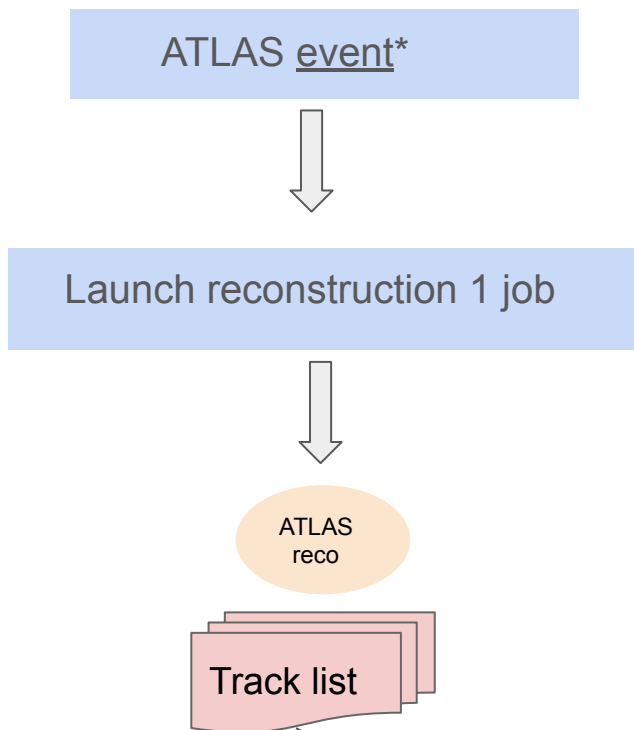 ATLAS event*
Launch reconstruction 1 job
ATLAS
reco
Track list